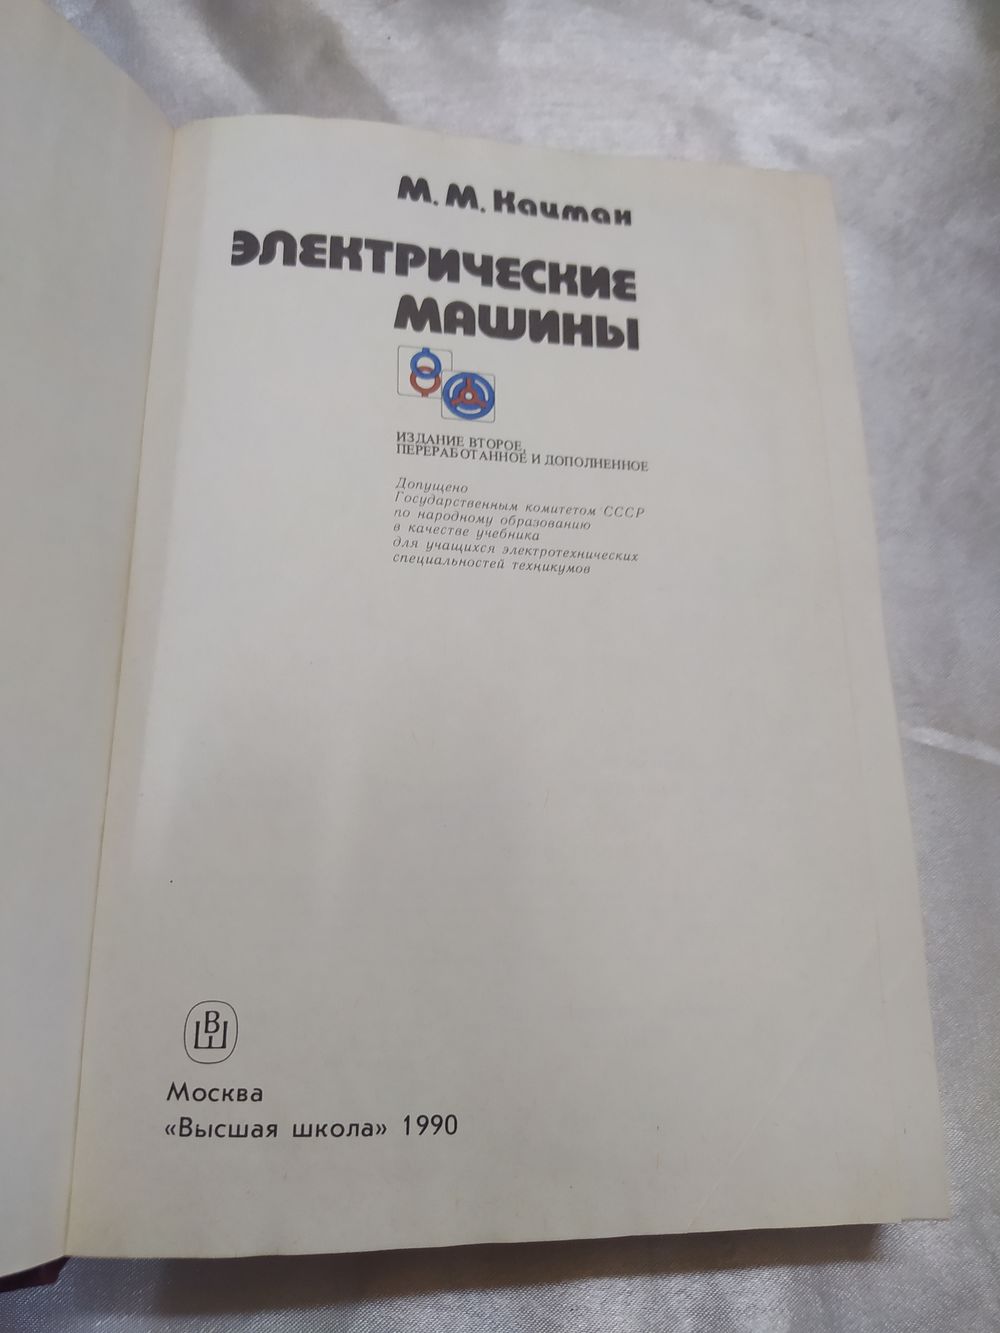 М. М. Кацман
ЭЛЕКТРИЧЕСКИЕ
МАШИНЫ
ИЗДАНИЕ ВТОРОЕ,
ПЕРЕРАБОТАННОЕ И ДОПОЛНЕННОЕ
Допущено
Государственным комитетом СССР
по народному образованию
в качестве учебника
для учащихся электротехнических
специальностей техникумов
ВШ
Москва
«Высшая школа» 1990